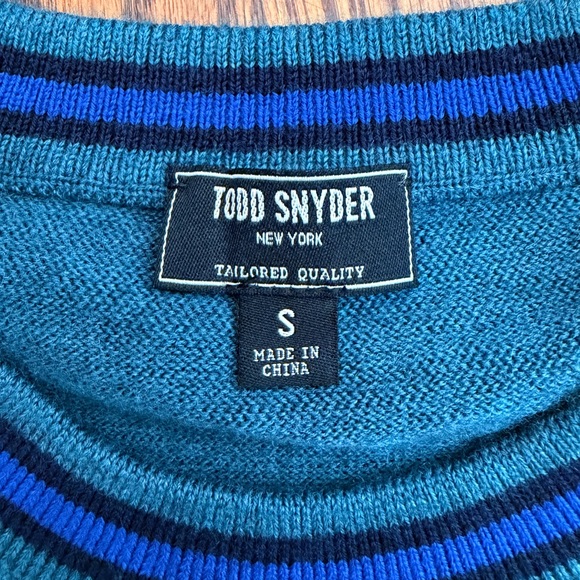 TODD SNYDER
NEW YORK
TAILORED QUALITY
S
MADE IN
CHINA